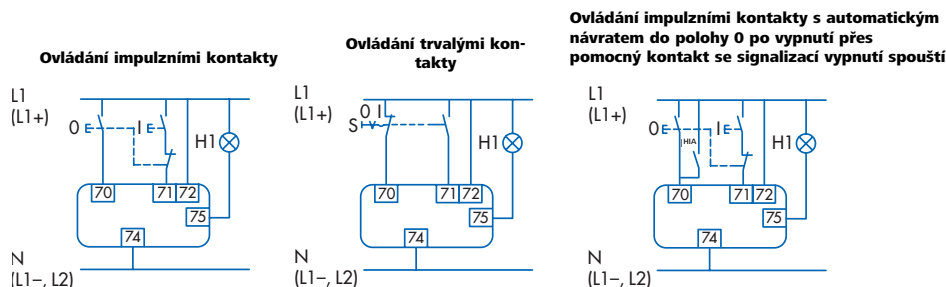 Ovládání impulzními kontakty
L1
(L1+)
0
I
H1
70
71
72
75
74
N
(L1–, L2)
Ovládání trvalými kon-
takty
L1
(L1+)
0 I
S
H1
70
71
72
75
74
N
(L1–, L2)
Ovládání impulzními kontakty s automatickým
návratem do polohy 0 po vypnutí přes
pomocný kontakt se signalizací vypnutí spouští
L1
(L1+)
0
HIA
I
H1
70
71
72
75
74
N
(L1–, L2)